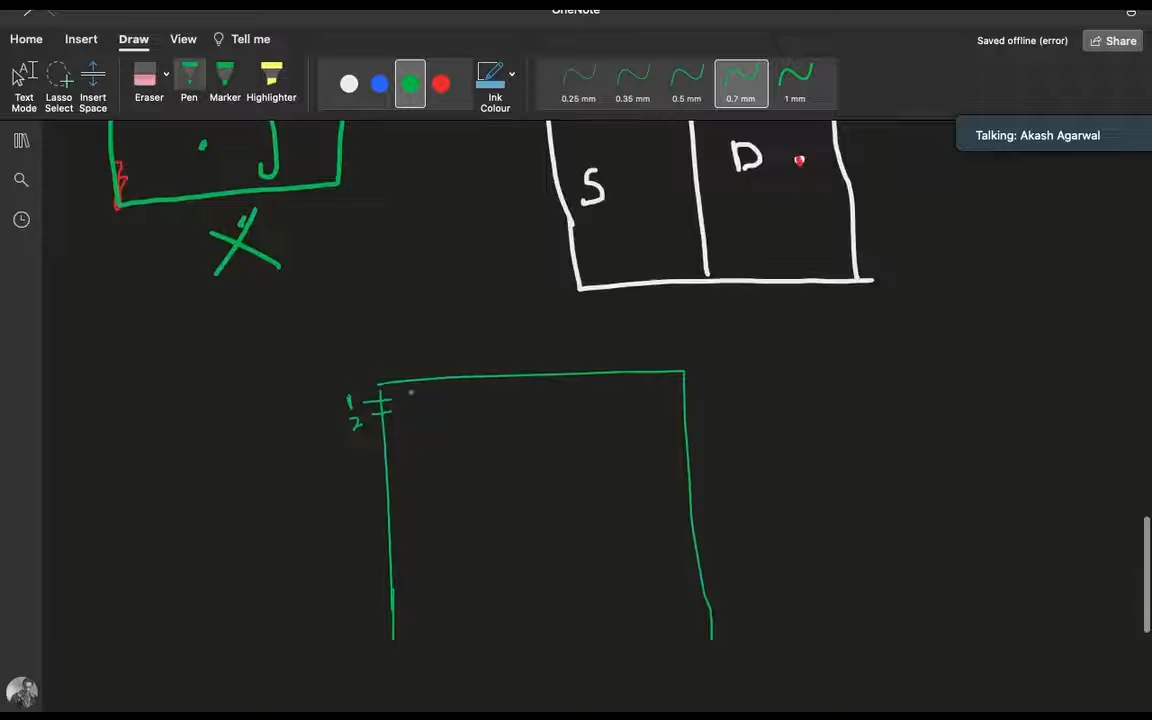 OneNote
Home Insert Draw View Tell me
Saved offline (error) Share
Text Mode
Lasso Select
Insert Space
Eraser
Pen
Marker
Highlighter
Ink Colour
0.25 mm
0.35 mm
0.5 mm
0.7 mm
1 mm
Talking: Akash Agarwal
J
D
S
X
1
2